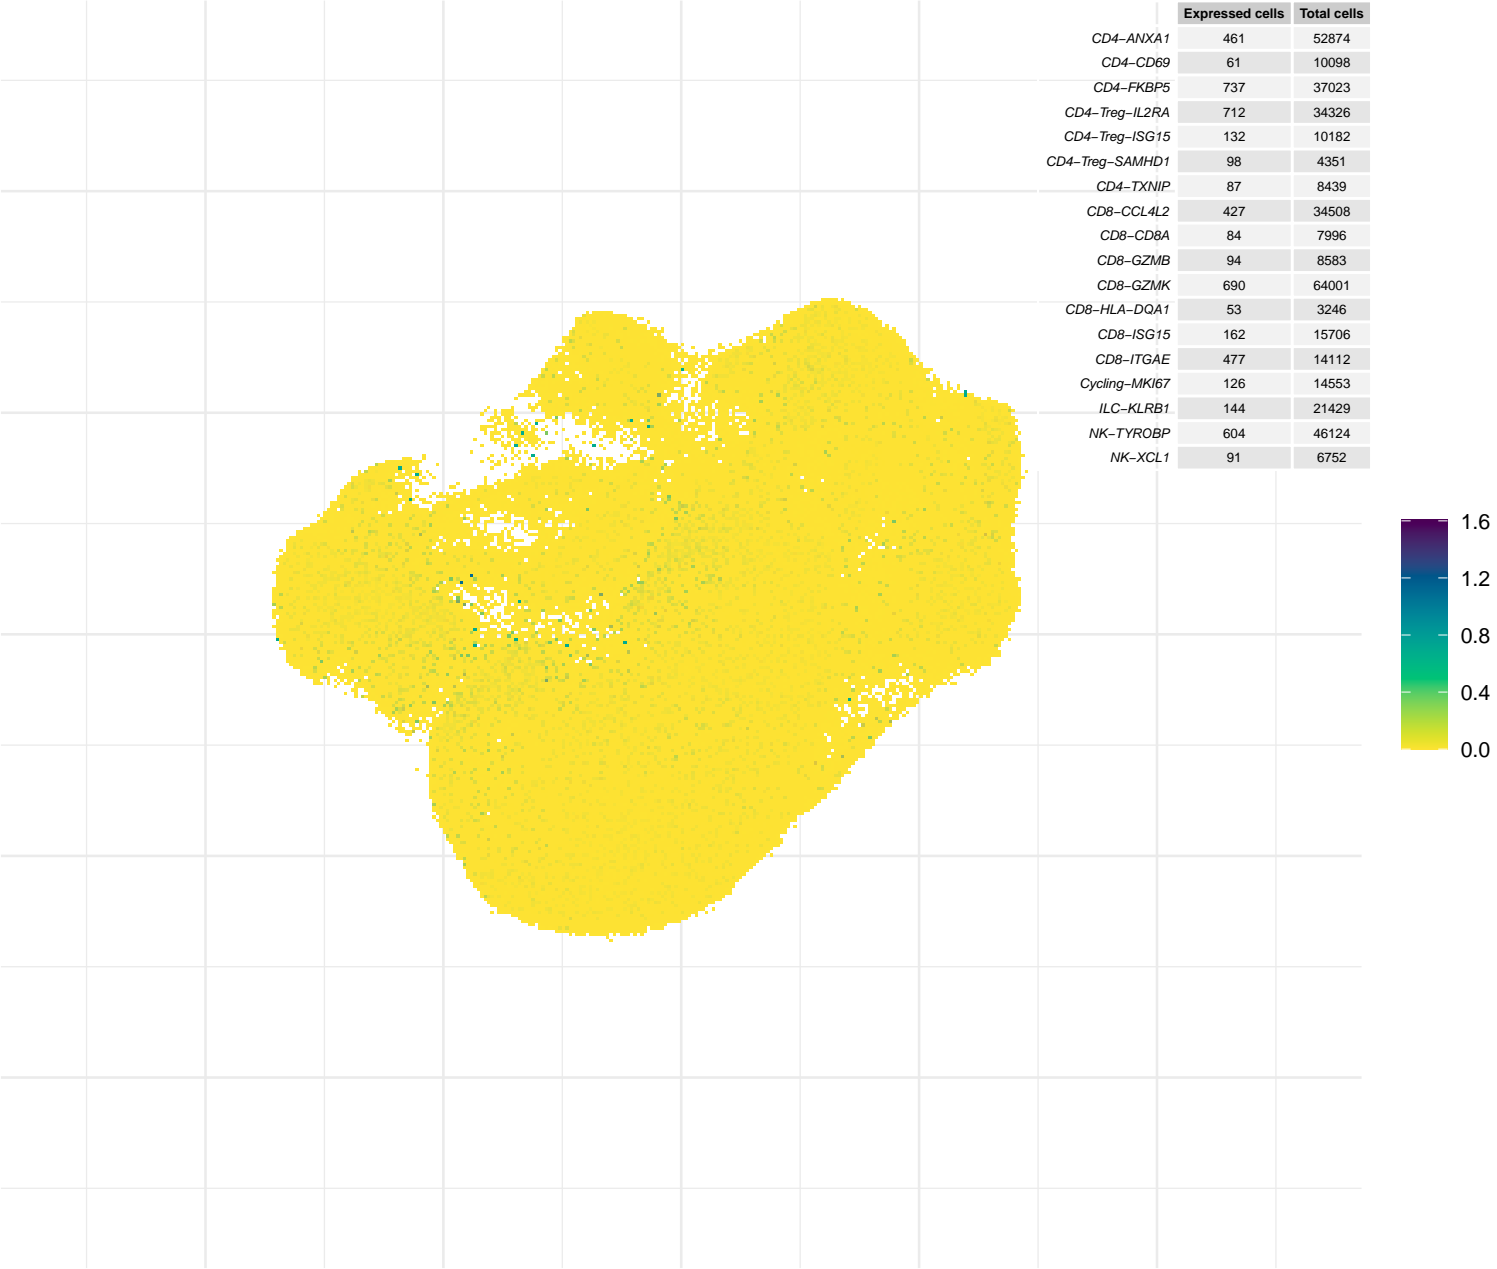 Expressed cells Total cells
CD4−ANXA1 461 52874
CD4−CD69 61 10098
CD4−FKBP5 737 37023
CD4−Treg−IL2RA 712 34326
CD4−Treg−ISG15 132 10182
CD4−Treg−SAMHD1 98 4351
CD4−TXNIP 87 8439
CD8−CCL4L2 427 34508
CD8−CD8A 84 7996
CD8−GZMB 94 8583
CD8−GZMK 690 64001
CD8−HLA−DQA1 53 3246
CD8−ISG15 162 15706
CD8−ITGAE 477 14112
Cycling−MKI67 126 14553
ILC−KLRB1 144 21429
NK−TYROBP 604 46124
NK−XCL1 91 6752
1.6
1.2
0.8
0.4
0.0